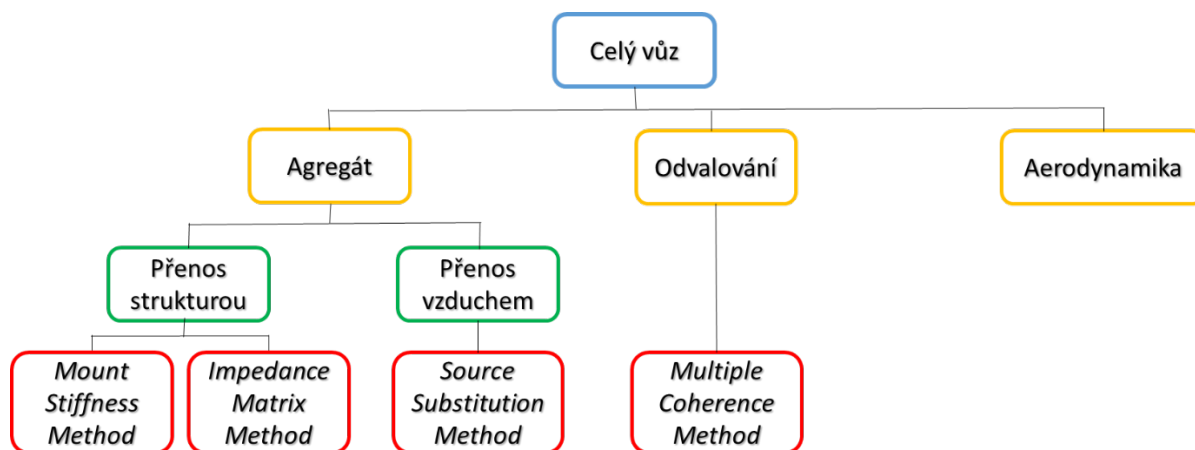 Celý vůz
Agregát
Odvalování
Aerodynamika
Přenos
strukturou
Přenos
vzduchem
Mount
Stiffness
Method
Impedance
Matrix
Method
Source
Substitution
Method
Multiple
Coherence
Method